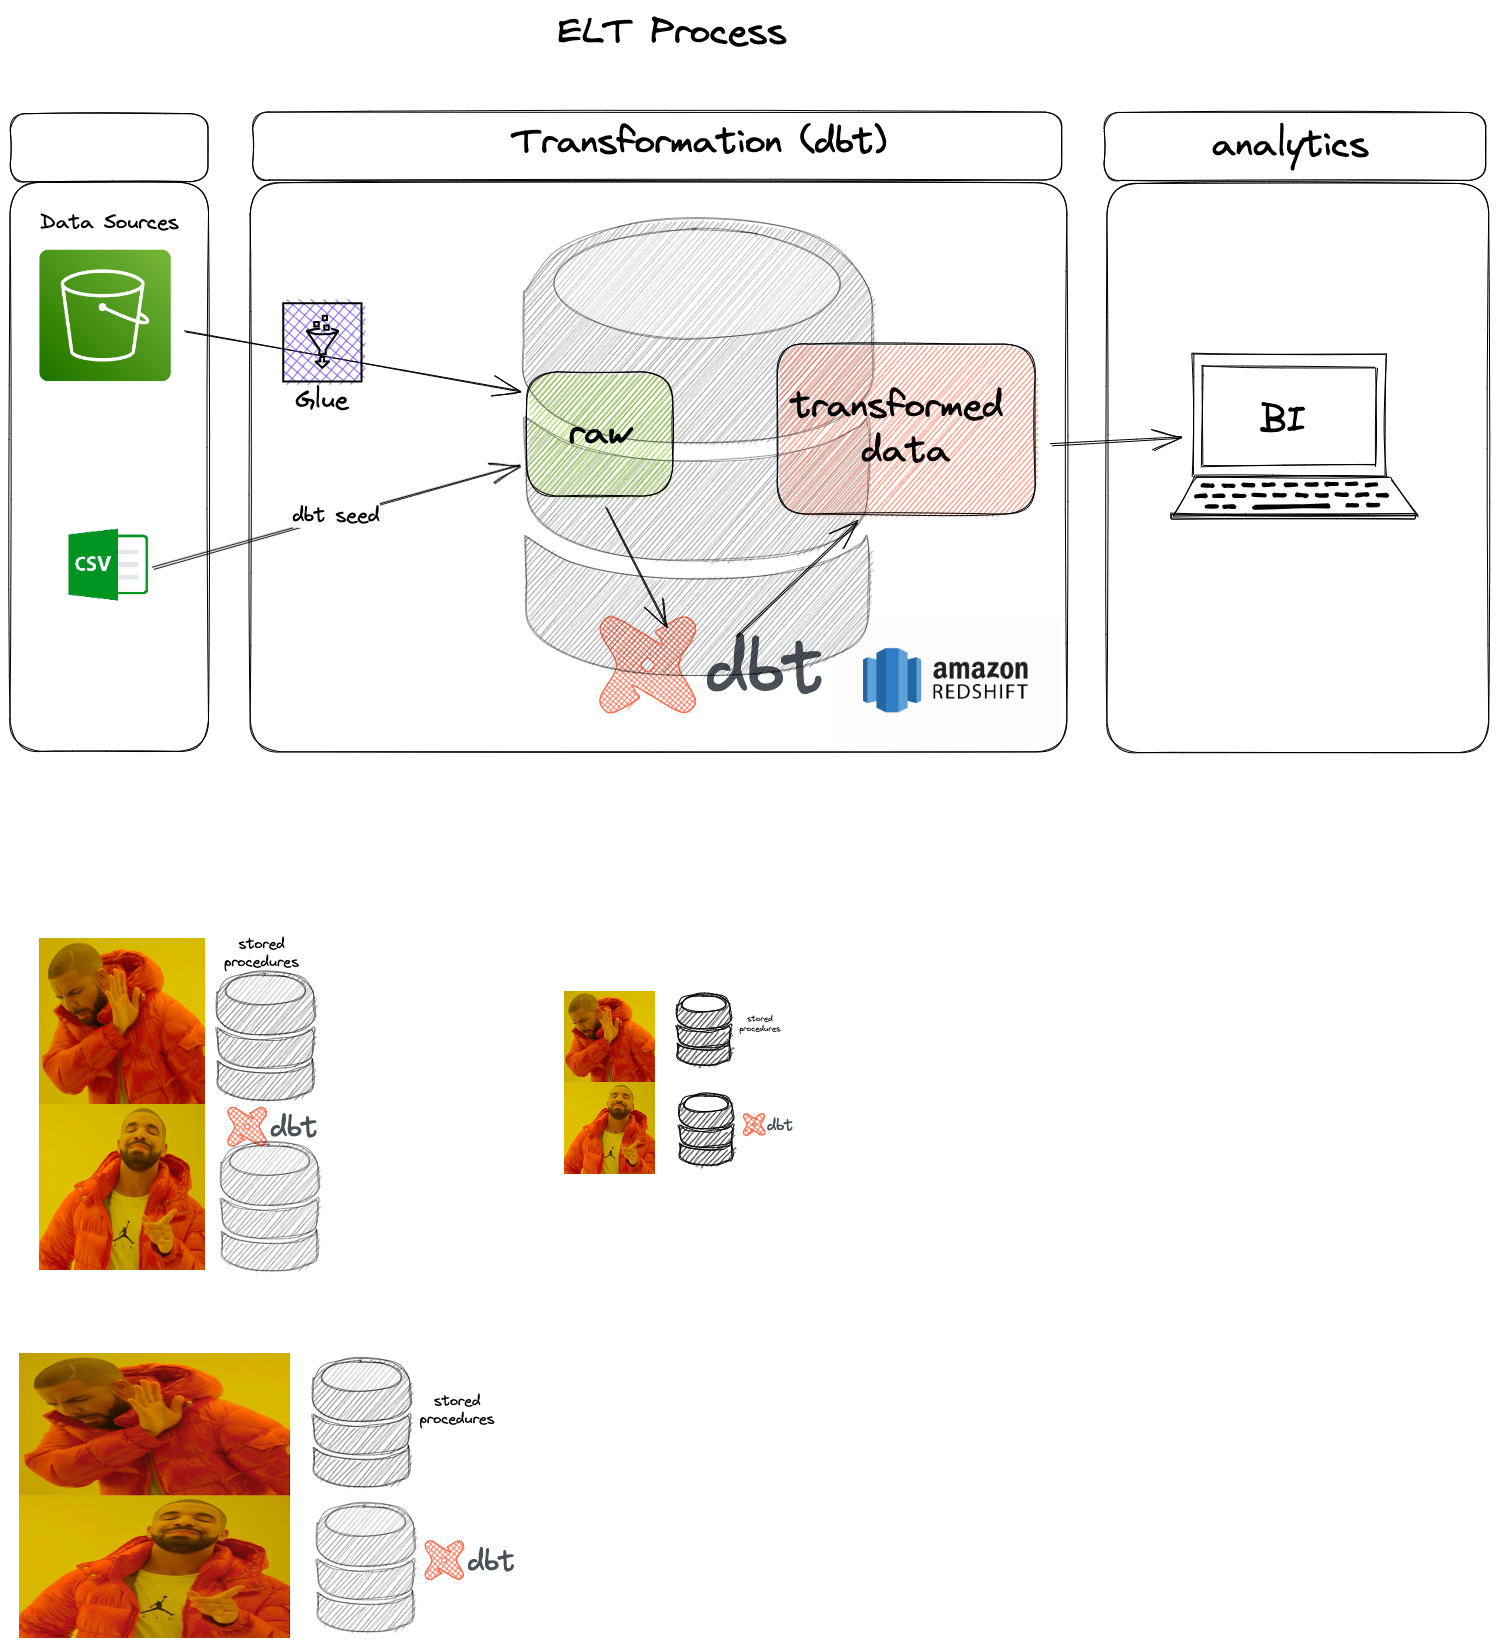 ELT Process
Transformation (dbt)
analytics
Data Sources
Glue
raw
transformed
data
BI
dbt seed
CSV
dbt
amazon
REDSHIFT
stored
procedures
dbt
stored
procedures
dbt
stored
procedures
dbt